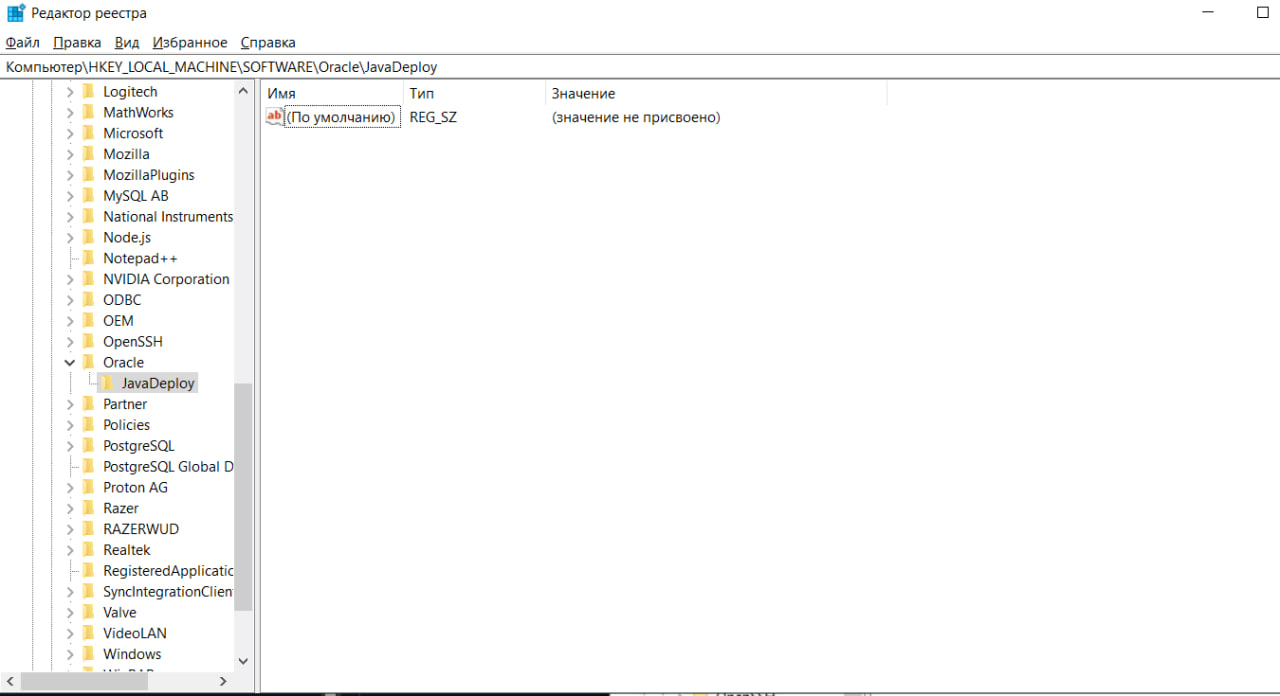 Редактор реестра
Файл Правка Вид Избранное Справка
Компьютер\HKEY_LOCAL_MACHINE\SOFTWARE\Oracle\JavaDeploy
Logitech
MathWorks
Microsoft
Mozilla
MozillaPlugins
MySQL AB
National Instruments
Node.js
Notepad++
NVIDIA Corporation
ODBC
OEM
OpenSSH
Oracle
JavaDeploy
Partner
Policies
PostgreSQL
PostgreSQL Global D
Proton AG
Razer
RAZERWUD
Realtek
RegisteredApplicatic
SyncIntegrationClien
Valve
VideoLAN
Windows
Имя Тип Значение
(По умолчанию) REG_SZ (значение не присвоено)